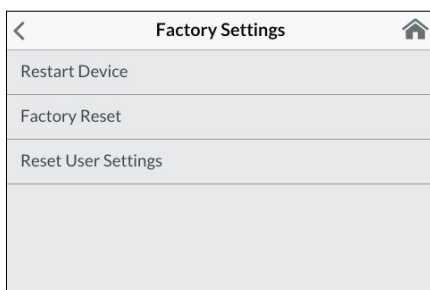 Factory Settings
Restart Device
Factory Reset
Reset User Settings